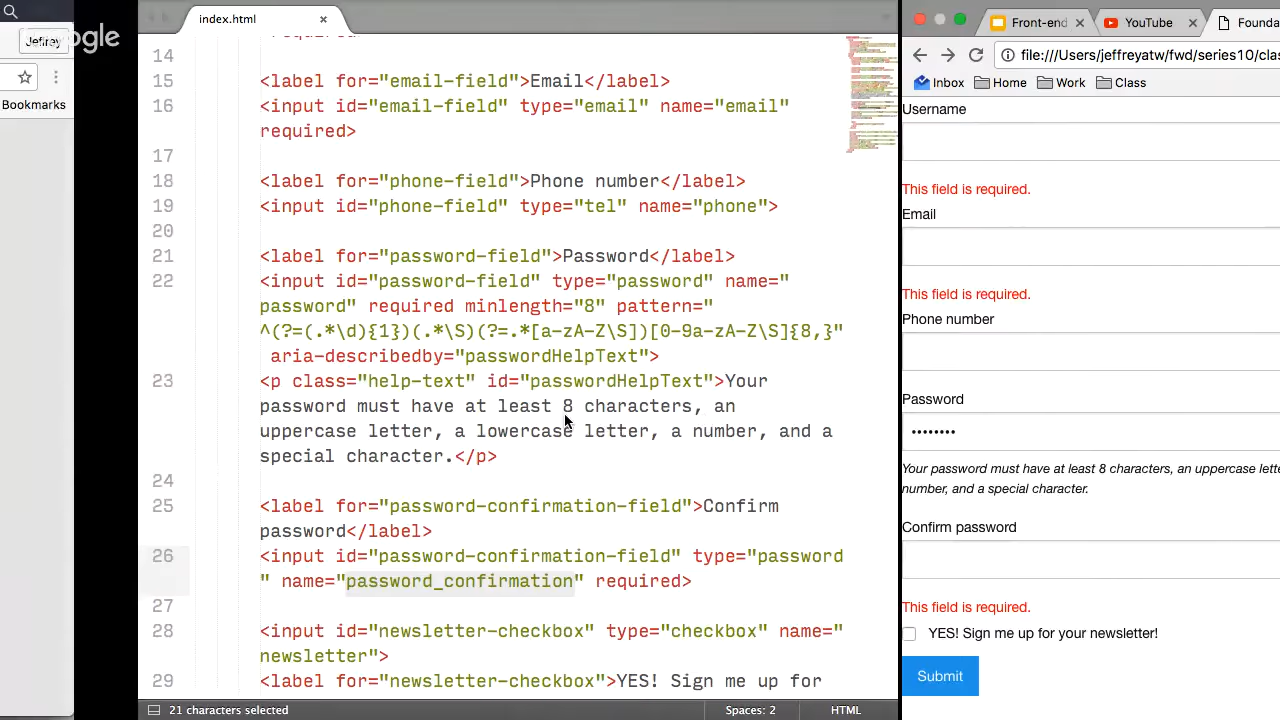 Jeffrey
Bookmarks
index.html ×
14
15 <label for="email-field">Email</label>
16 <input id="email-field" type="email" name="email"
required>
17
18 <label for="phone-field">Phone number</label>
19 <input id="phone-field" type="tel" name="phone">
20
21 <label for="password-field">Password</label>
22 <input id="password-field" type="password" name="
password" required minlength="8" pattern="
^(?=(.*\d){1})(.*\S)(?=.*[a-zA-Z\S])[0-9a-zA-Z\S]{8,}"
aria-describedby="passwordHelpText">
23 <p class="help-text" id="passwordHelpText">Your
password must have at least 8 characters, an
uppercase letter, a lowercase letter, a number, and a
special character.</p>
24
25 <label for="password-confirmation-field">Confirm
password</label>
26 <input id="password-confirmation-field" type="password
" name="password_confirmation" required>
27
28 <input id="newsletter-checkbox" type="checkbox" name="
newsletter">
29 <label for="newsletter-checkbox">YES! Sign me up for
21 characters selected
Spaces: 2
HTML
Front-end × YouTube × Founda
file:///Users/jeffreyatw/fwd/series10/clas
Inbox Home Work Class
Username
This field is required.
Email
This field is required.
Phone number
Password
••••••••
Your password must have at least 8 characters, an uppercase lette
number, and a special character.
Confirm password
This field is required.
YES! Sign me up for your newsletter!
Submit